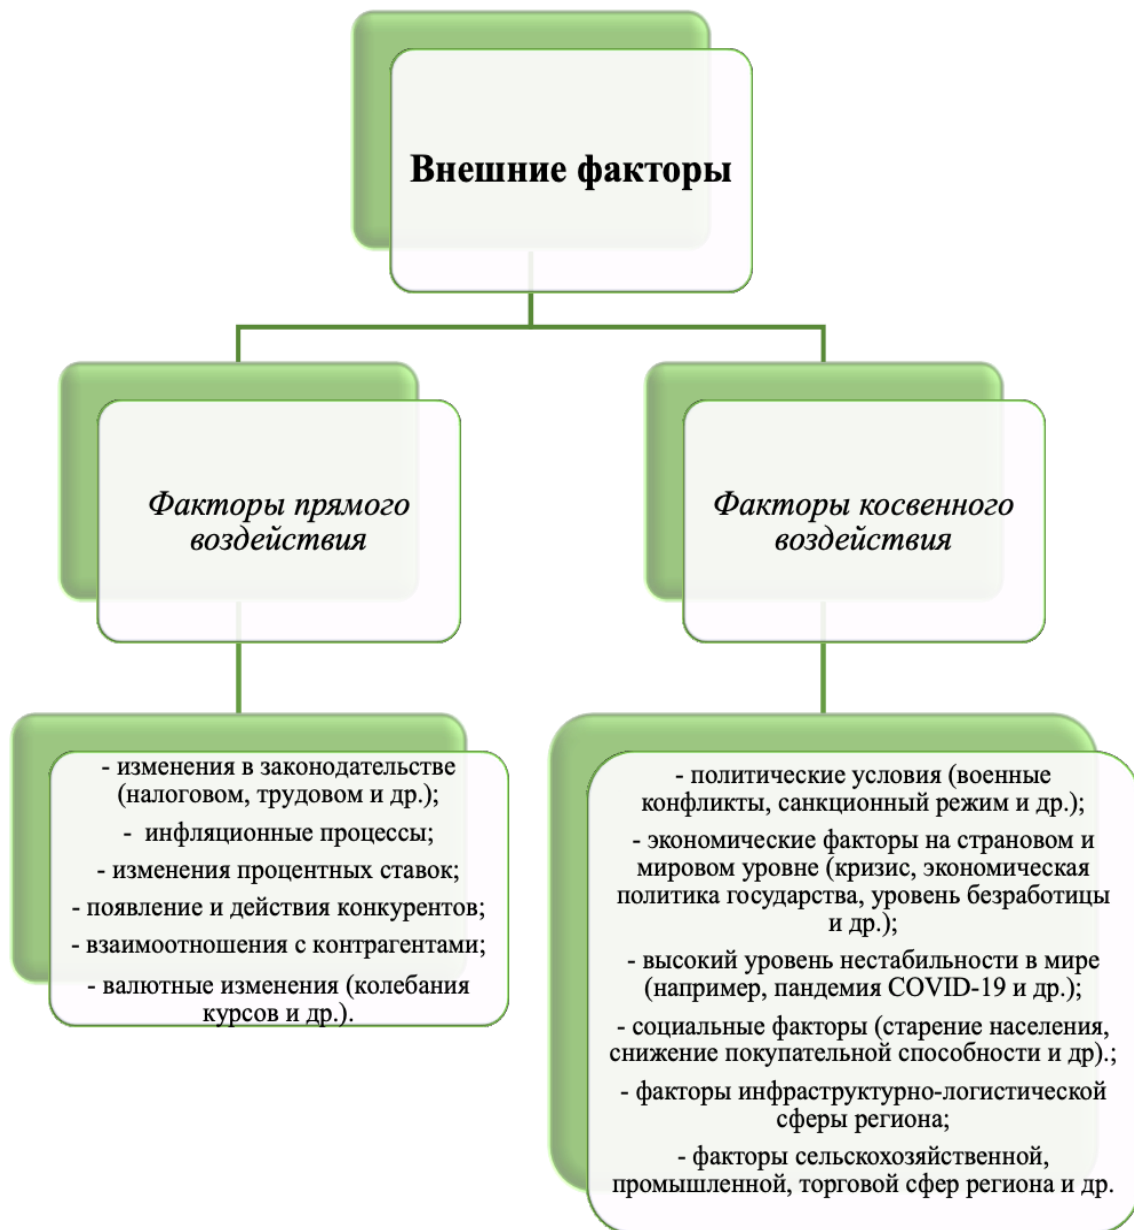 Внешние факторы
Факторы прямого
воздействия
Факторы косвенного
воздействия
- изменения в законодательстве
(налоговом, трудовом и др.);
- инфляционные процессы;
- изменения процентных ставок;
- появление и действия конкурентов;
- взаимоотношения с контрагентами;
- валютные изменения (колебания
курсов и др.).
- политические условия (военные
конфликты, санкционный режим и др.);
- экономические факторы на страновом и
мировом уровне (кризис, экономическая
политика государства, уровень безработицы
и др.);
- высокий уровень нестабильности в мире
(например, пандемия COVID-19 и др.);
- социальные факторы (старение населения,
снижение покупательной способности и др).;
- факторы инфраструктурно-логистической
сферы региона;
- факторы сельскохозяйственной,
промышленной, торговой сфер региона и др.